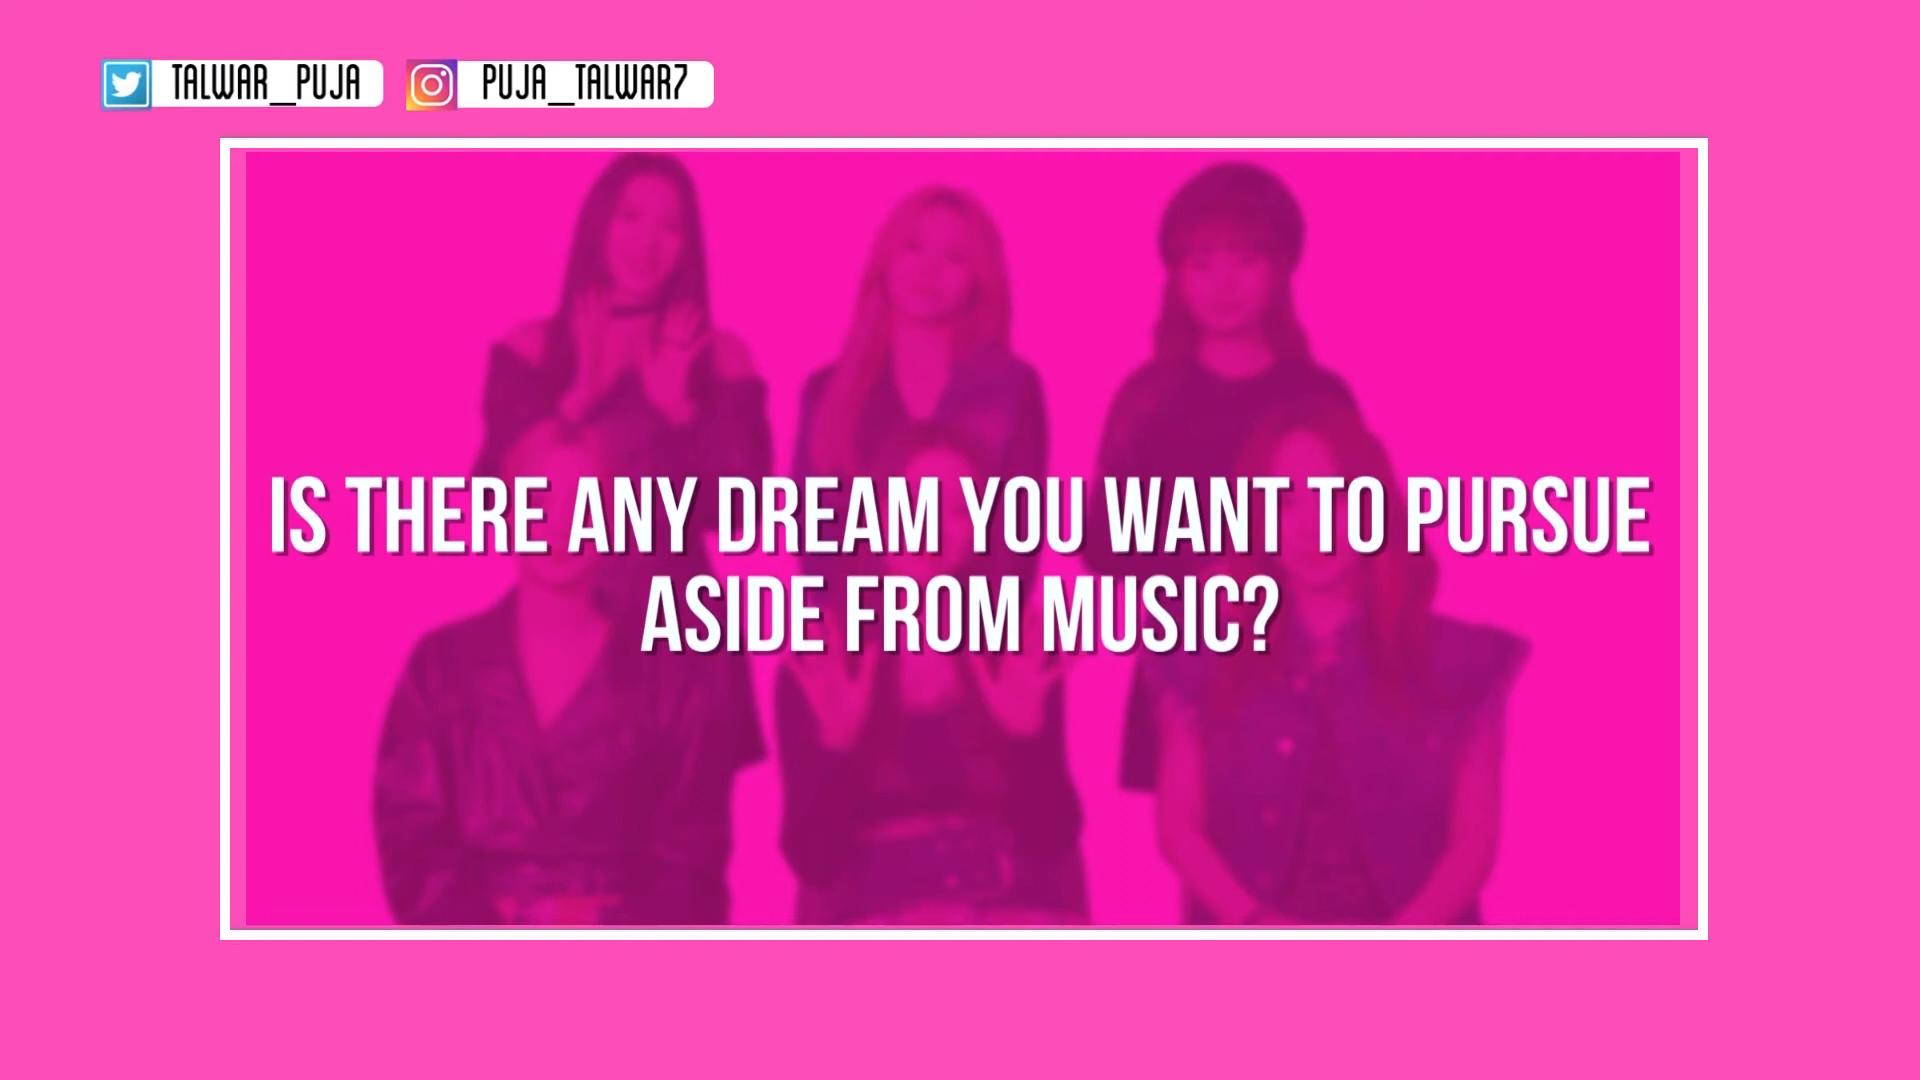 TALWAR_PUJA
PUJA_TALWAR7
IS THERE ANY DREAM YOU WANT TO PURSUE
ASIDE FROM MUSIC?